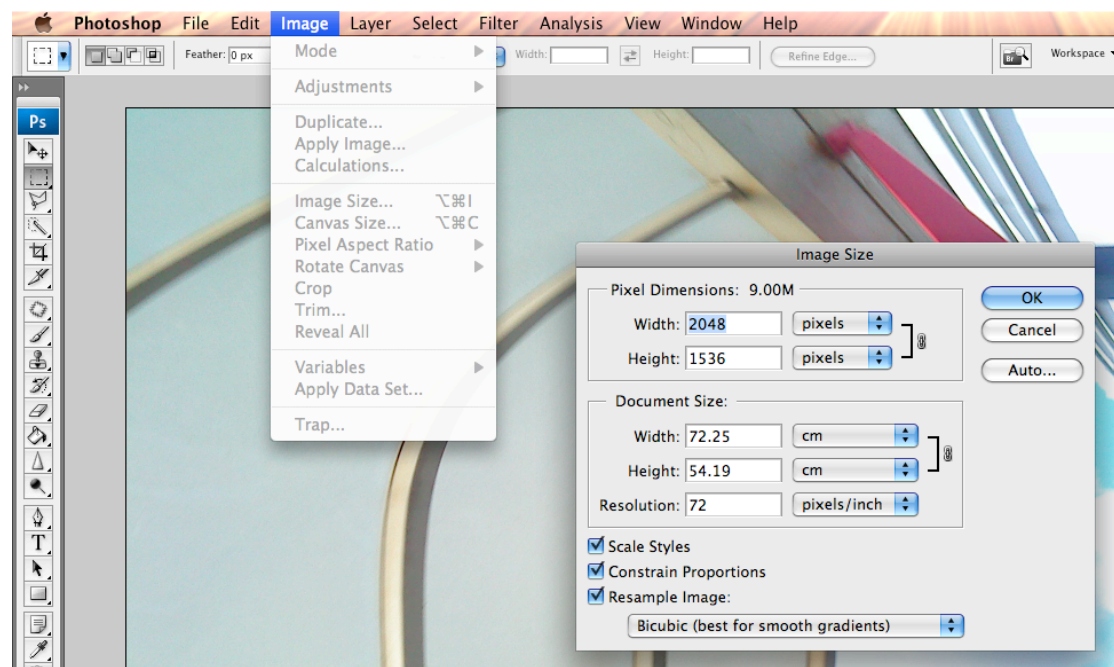 Photoshop File Edit Image Layer Select Filter Analysis View Window Help
Feather: 0 px Width: Height: Refine Edge... Br Workspace
Ps
Mode
Adjustments
Duplicate...
Apply Image...
Calculations...
Image Size... ⌥⌘I
Canvas Size... ⌥⌘C
Pixel Aspect Ratio
Rotate Canvas
Crop
Trim...
Reveal All
Variables
Apply Data Set...
Trap...
T
Image Size
Pixel Dimensions: 9.00M
Width: 2048 pixels
Height: 1536 pixels
OK
Cancel
Auto...
Document Size:
Width: 72.25 cm
Height: 54.19 cm
Resolution: 72 pixels/inch
Scale Styles
Constrain Proportions
Resample Image:
Bicubic (best for smooth gradients)